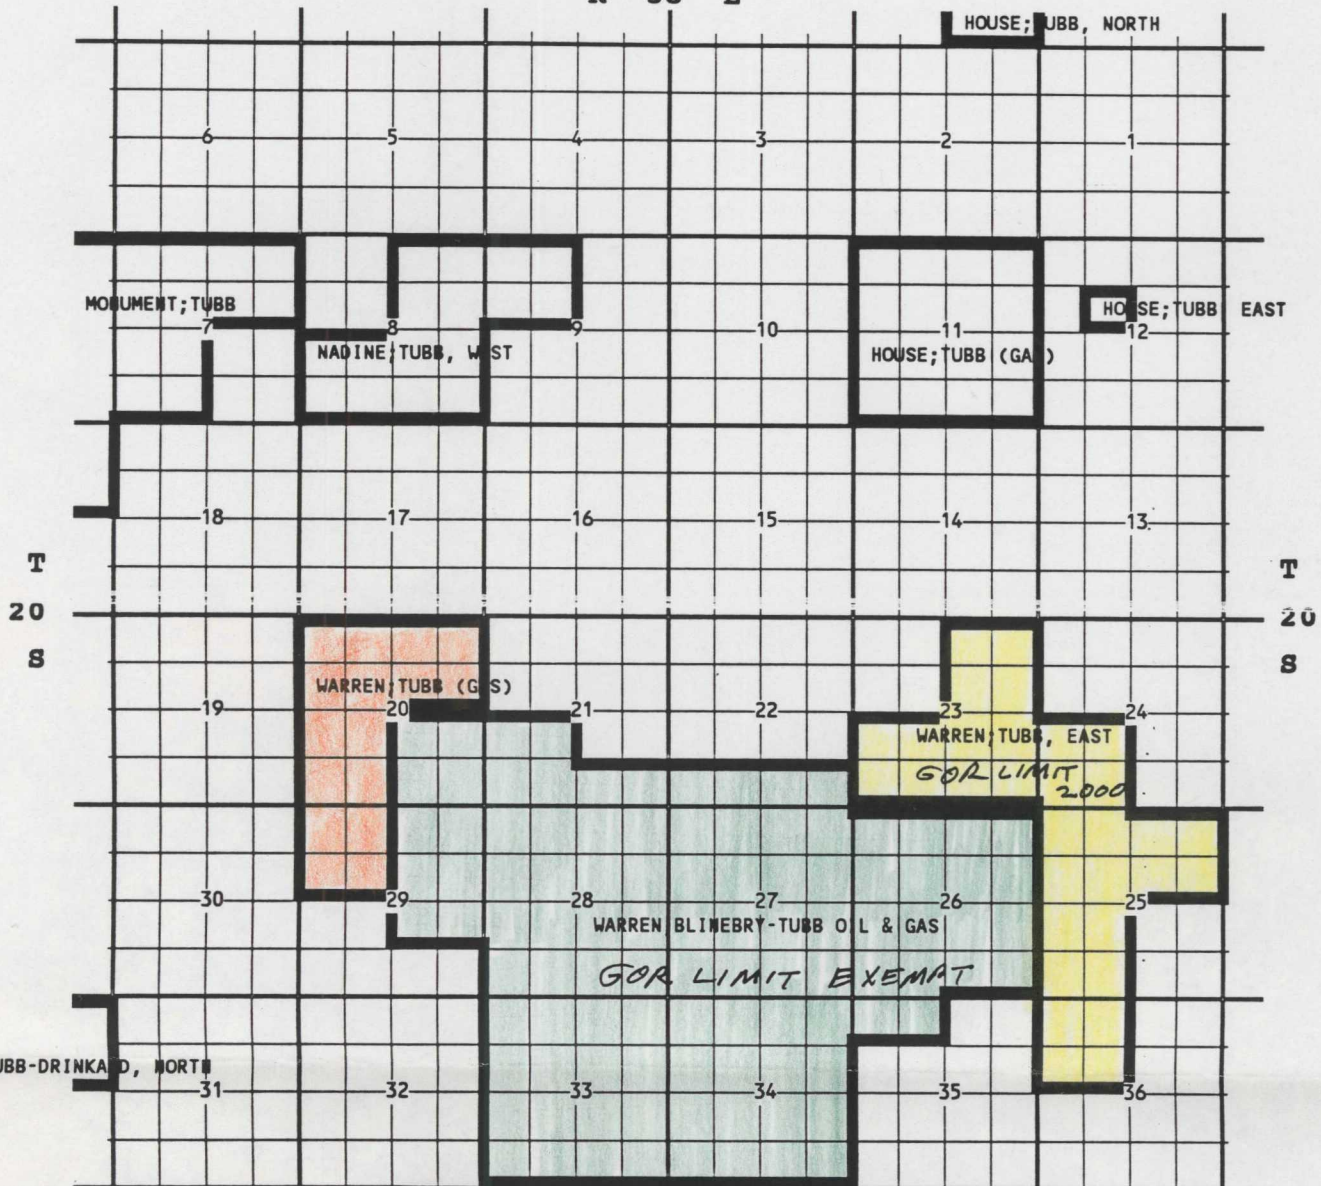 HOUSE;TUBB, NORTH
6 5 4 3 2 1
MONUMENT;TUBB
HOUSE;TUBB EAST
7 8 9 10 11 12
NADINE;TUBB, WEST
HOUSE;TUBB (GAS)
18 17 16 15 14 13
T
20
S
T
20
S
WARREN;TUBB (GAS)
19 20 21 22 23 24
WARREN;TUBB, EAST
GOR LIMIT
2000
30 29 28 27 26 25
WARREN BLINEBRY-TUBB OIL & GAS
GOR LIMIT EXEMPT
UBB-DRINKARD, NORTH
31 32 33 34 35 36